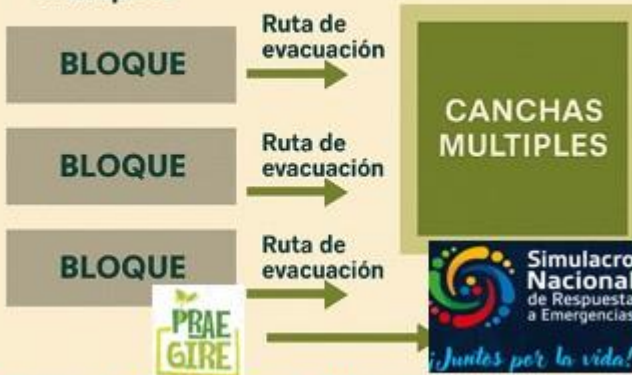 BLOQUE
Ruta de
evacuación
BLOQUE
Ruta de
evacuación
BLOQUE
Ruta de
evacuación
CANCHAS
MULTIPLES
PRAE
GIRE
Simulacro
Nacional
de Respuesta
a Emergencias
¡Juntos por la vida!